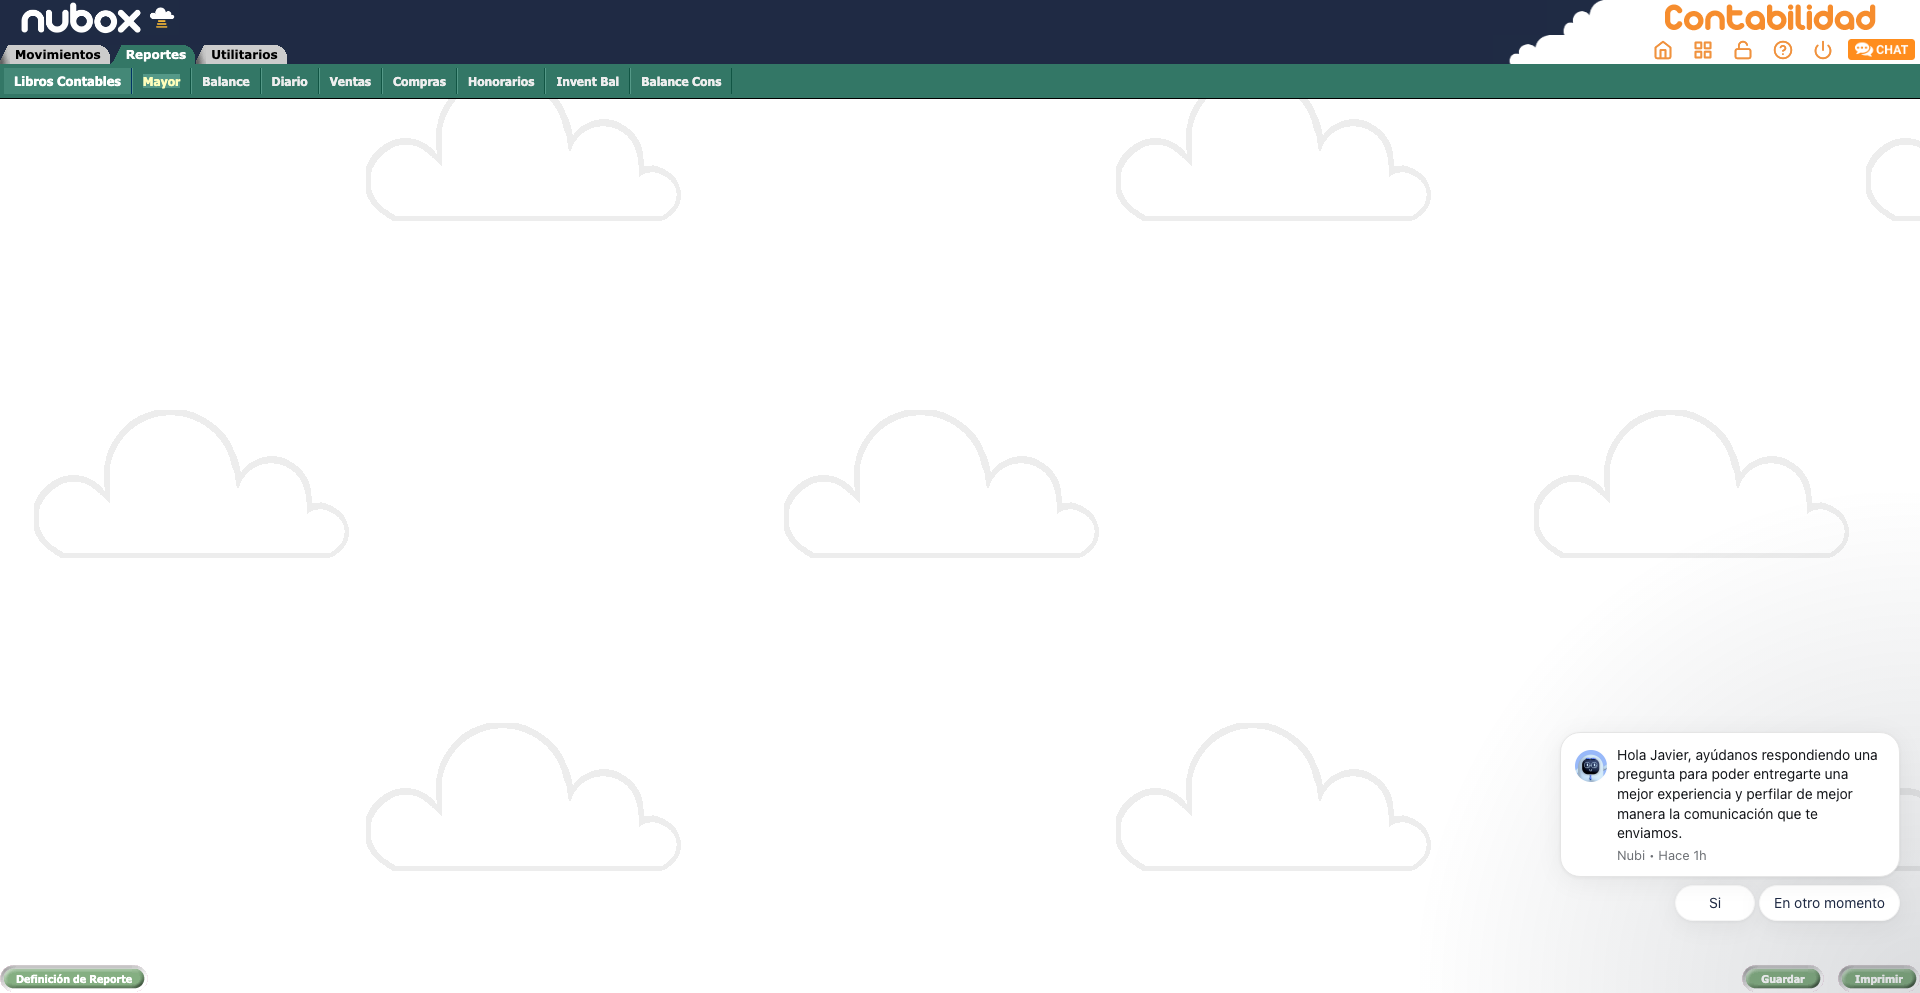 nubox
Contabilidad
Movimientos Reportes Utilitarios
CHAT
Libros Contables Mayor Balance Diario Ventas Compras Honorarios Invent Bal Balance Cons
Hola Javier, ayúdanos respondiendo una
pregunta para poder entregarte una
mejor experiencia y perfilar de mejor
manera la comunicación que te
enviamos.
Nubi • Hace 1h
Si En otro momento
Definición de Reporte Guardar Imprimir